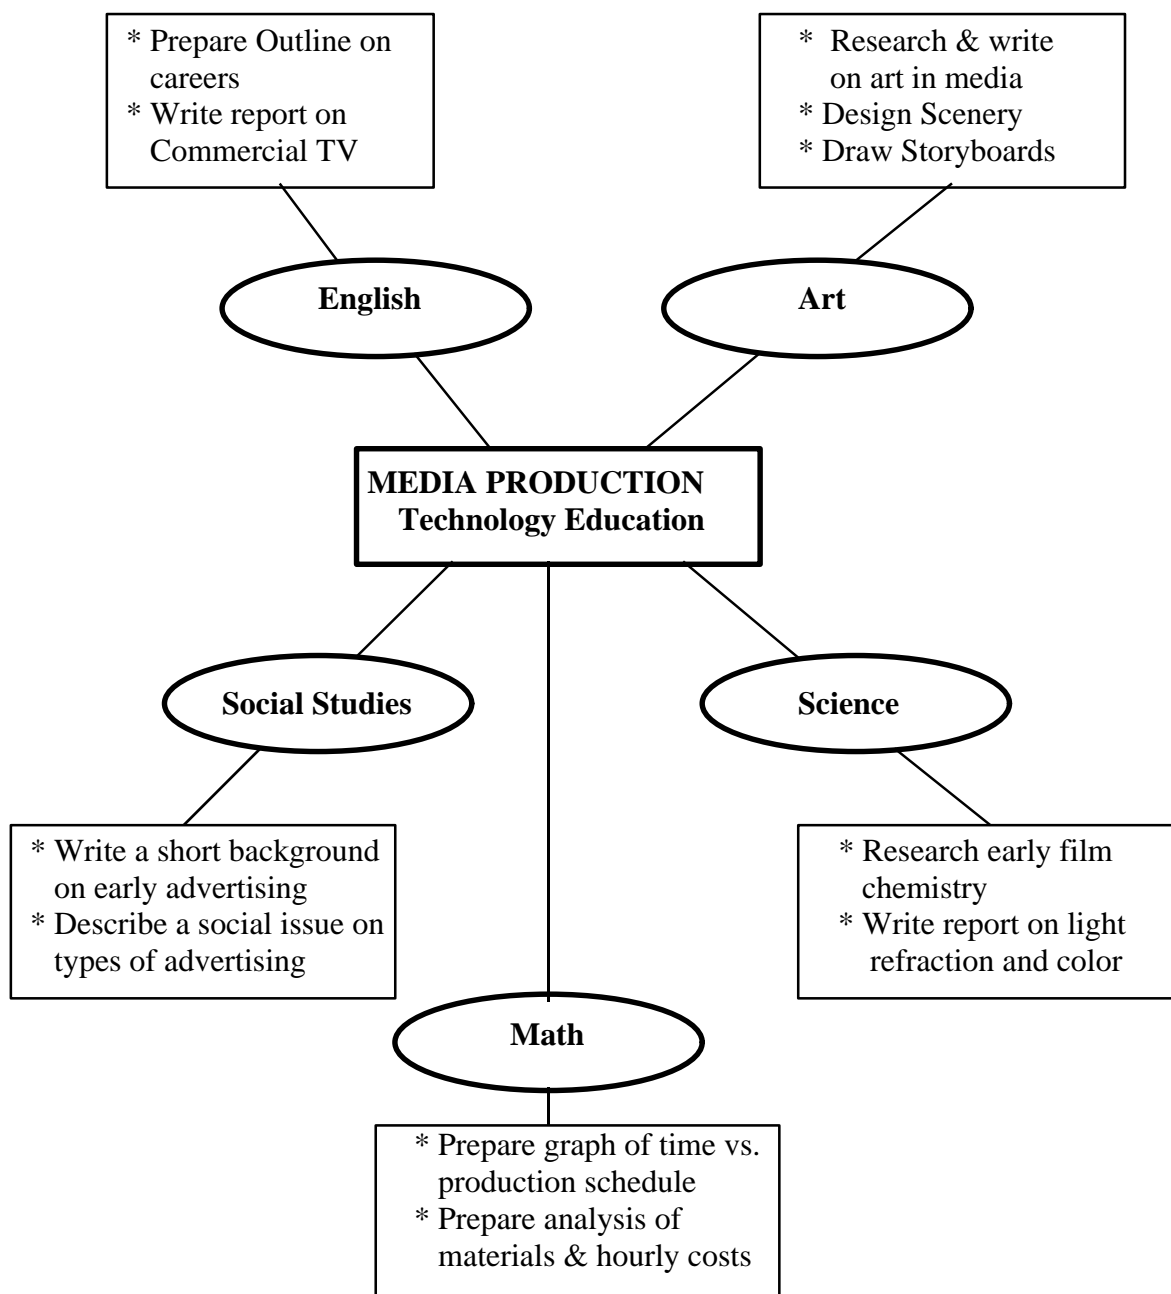 * Prepare Outline on
careers
* Write report on
Commercial TV
* Research & write
on art in media
* Design Scenery
* Draw Storyboards
English
Art
MEDIA PRODUCTION
Technology Education
Social Studies
Science
* Write a short background
on early advertising
* Describe a social issue on
types of advertising
* Research early film
chemistry
* Write report on light
refraction and color
Math
* Prepare graph of time vs.
production schedule
* Prepare analysis of
materials & hourly costs